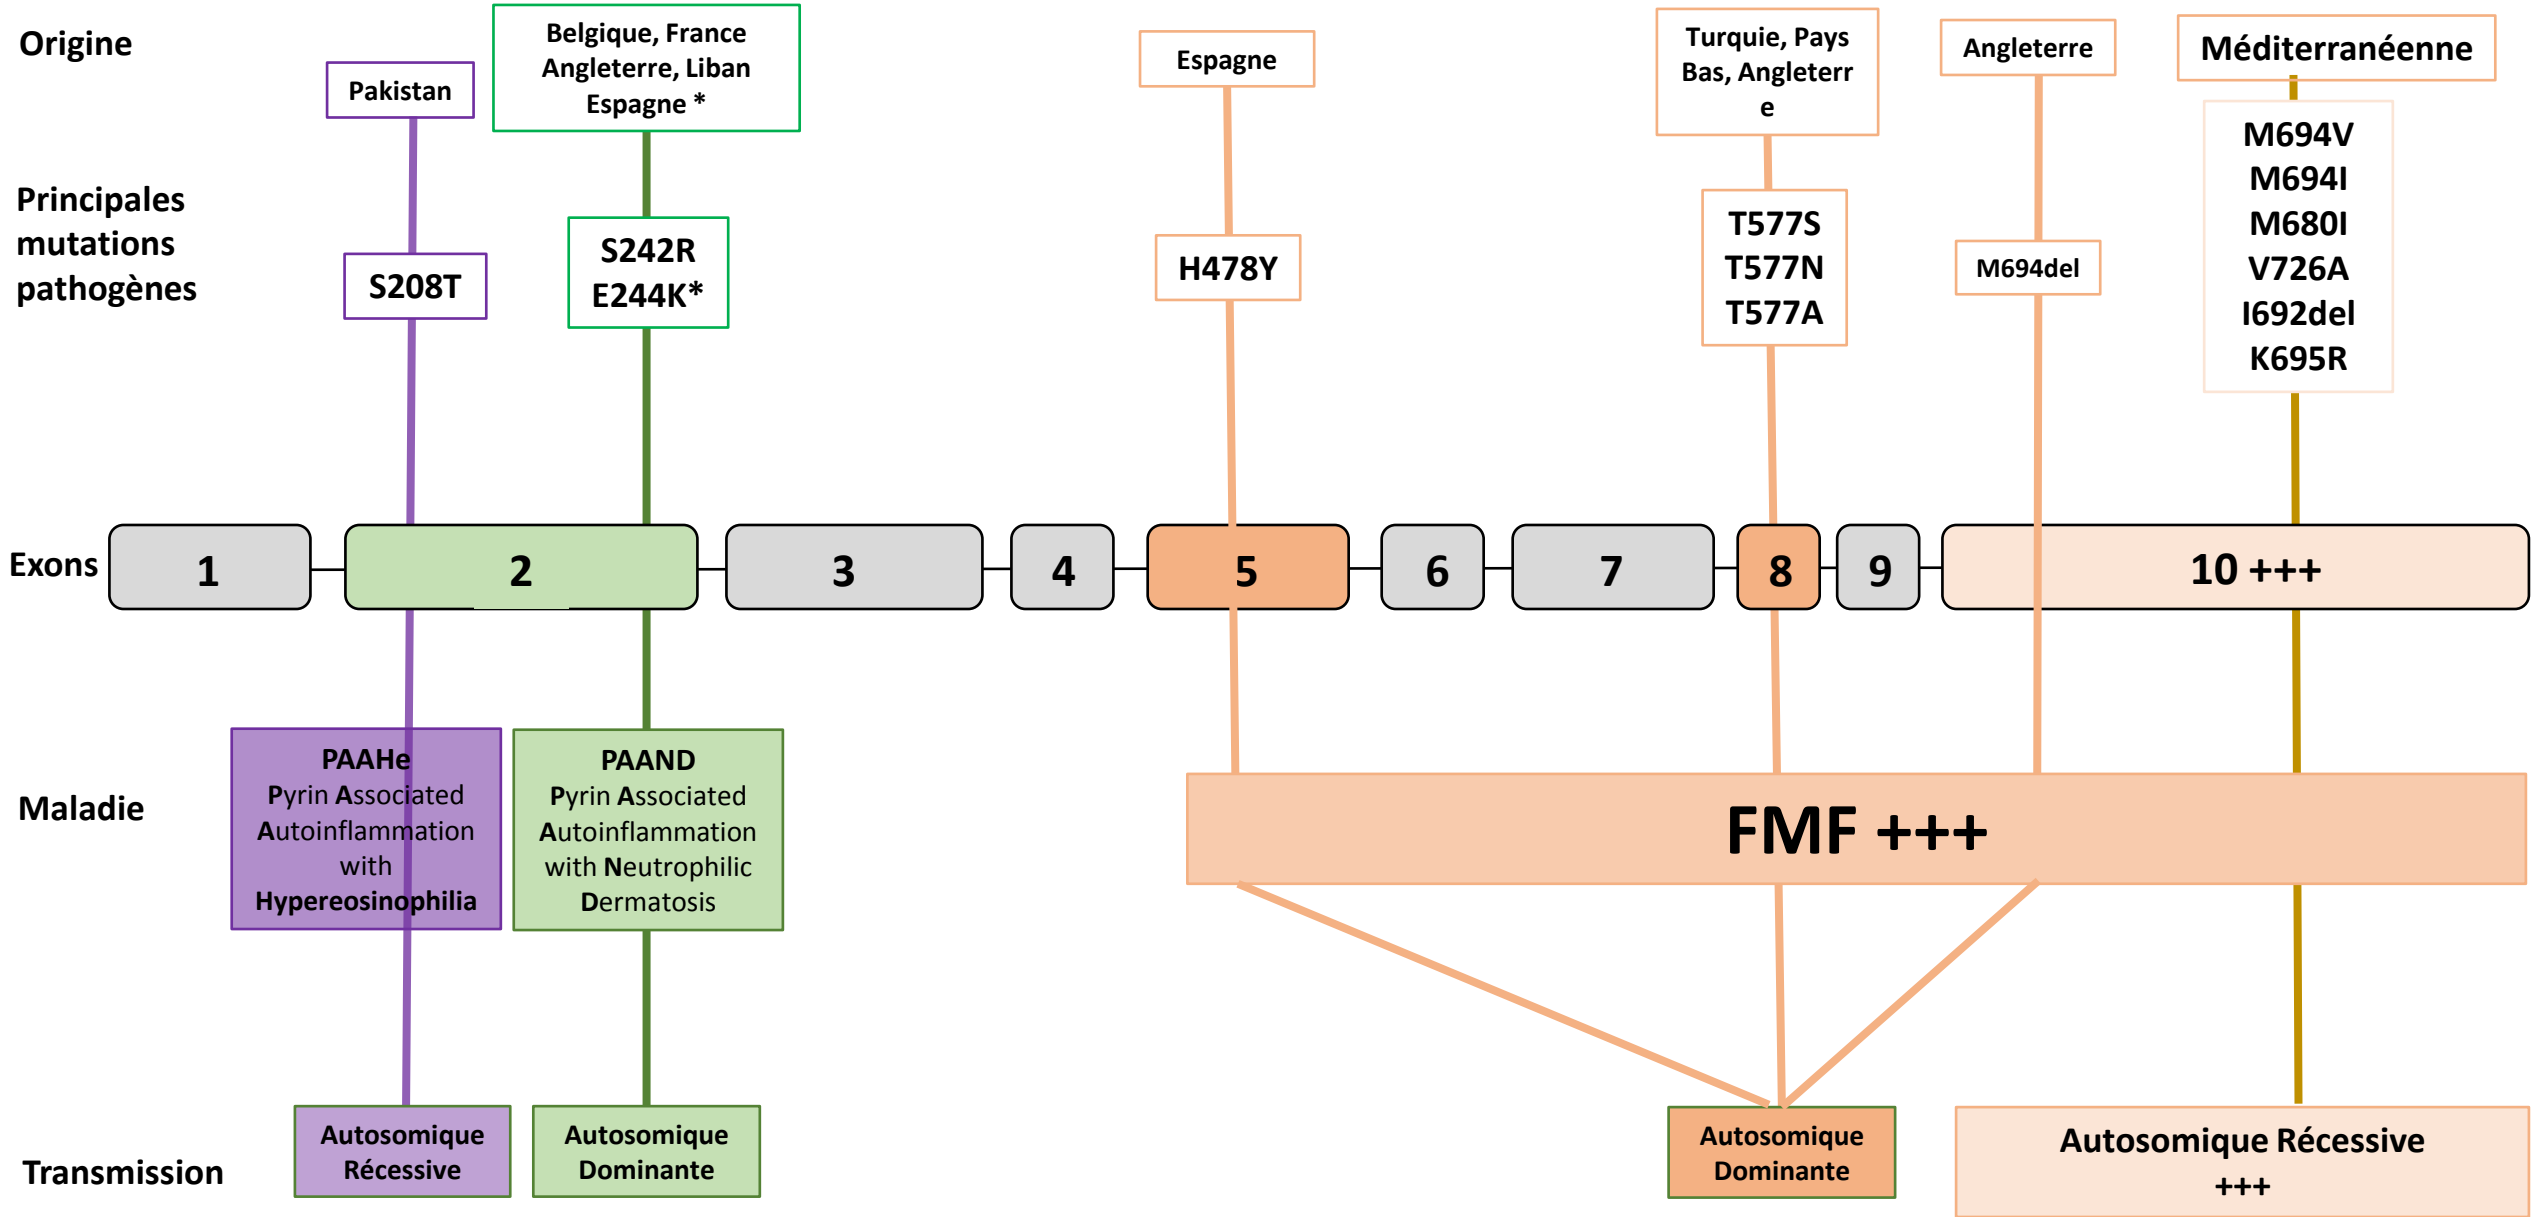 Origine
Pakistan
Belgique, France
Angleterre, Liban
Espagne *
Espagne
Turquie, Pays
Bas, Angleterr
e
Angleterre
Méditerranéenne
Principales
mutations
pathogènes
S208T
S242R
E244K*
H478Y
T577S
T577N
T577A
M694del
M694V
M694I
M680I
V726A
I692del
K695R
Exons
1
2
3
4
5
6
7
8
9
10 +++
Maladie
PAAHe
Pyrin Associated
Autoinflammation
with
Hypereosinophilia
PAAND
Pyrin Associated
Autoinflammation
with Neutrophilic
Dermatosis
FMF +++
Transmission
Autosomique
Récessive
Autosomique
Dominante
Autosomique
Dominante
Autosomique Récessive
+++